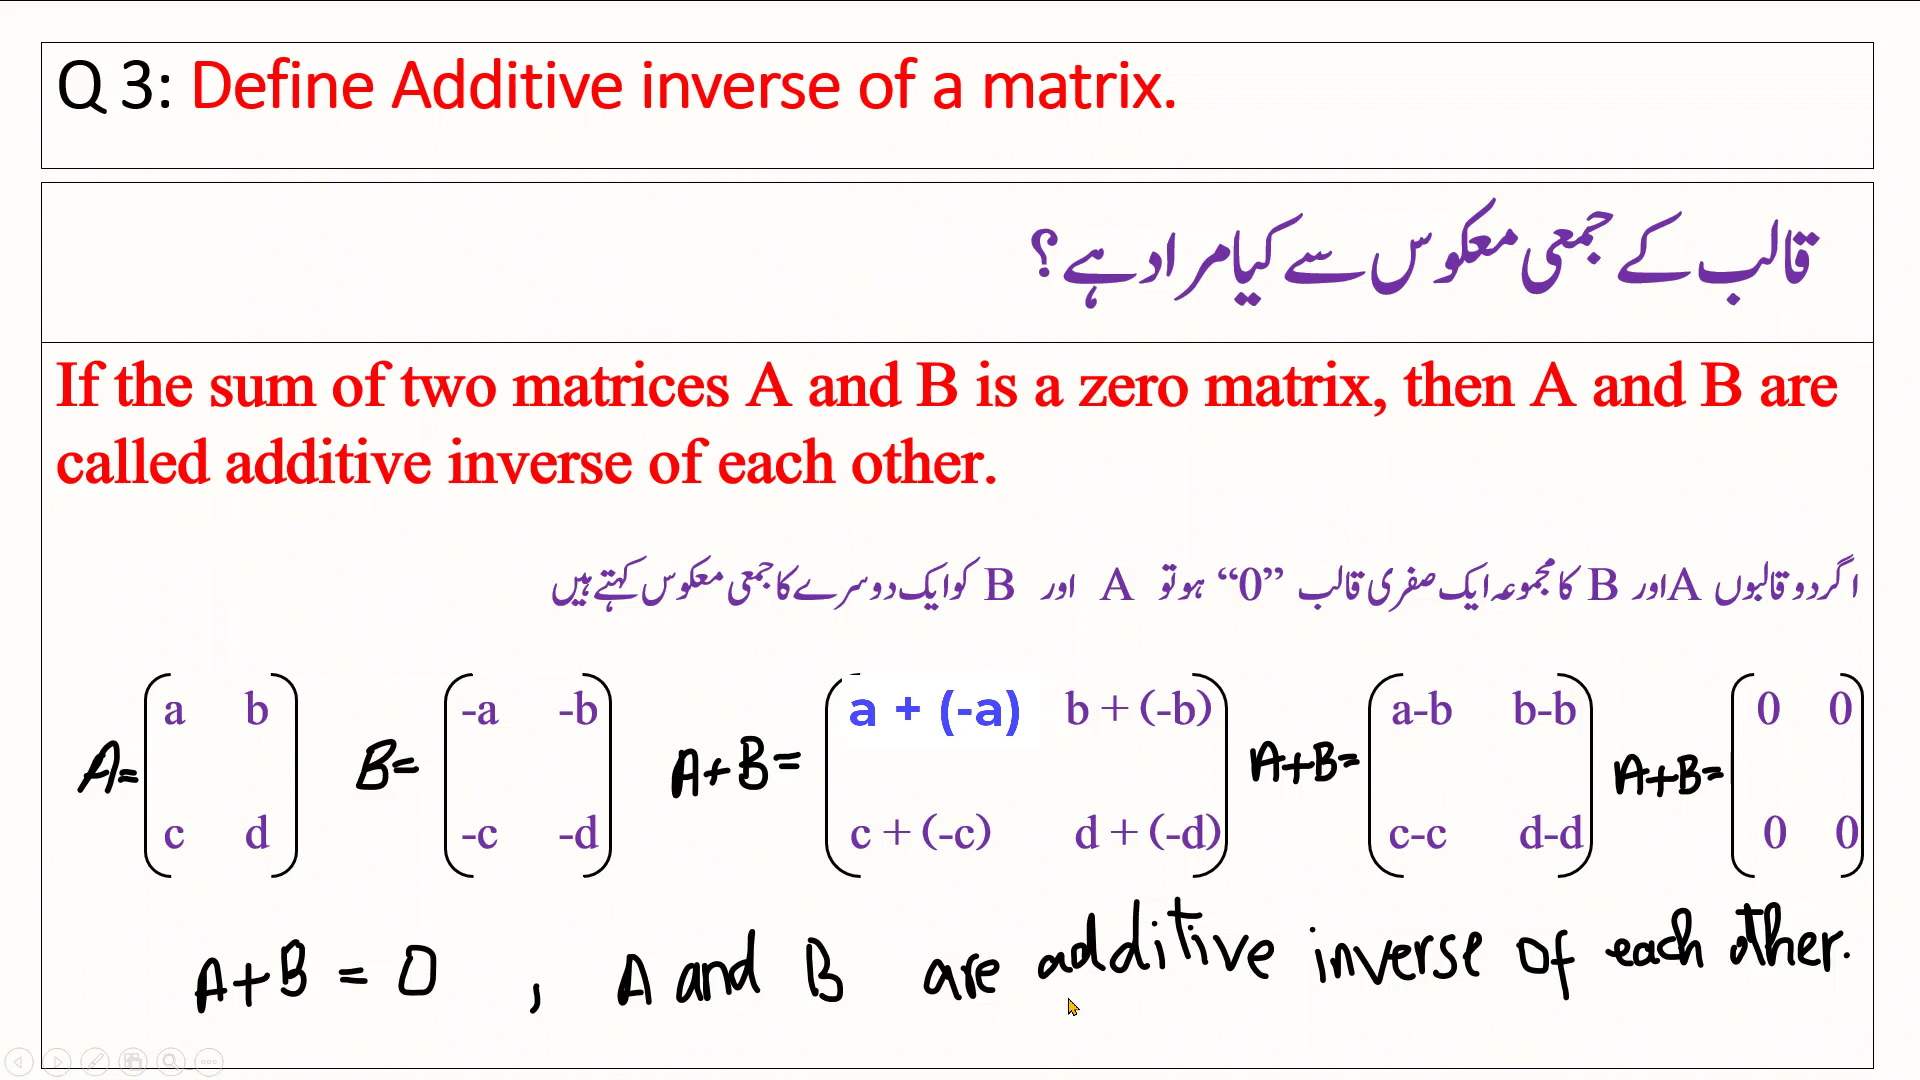 Q 3: Define Additive inverse of a matrix.
قالب کے جمعی معکوس سے کیا مراد ہے؟
If the sum of two matrices A and B is a zero matrix, then A and B are
called additive inverse of each other.
اگر دو قالبوں A اور B کا مجموعہ ایک صفری قالب “0” ہو تو A اور B کو ایک دوسرے کا جمعی معکوس کہتے ہیں
a b -a -b a + (-a) b + (-b) a-b b-b 0 0
A= B= A+B= A+B= A+B=
c d -c -d c + (-c) d + (-d) c-c d-d 0 0
A+B = 0 , A and B are additive inverse of each other.